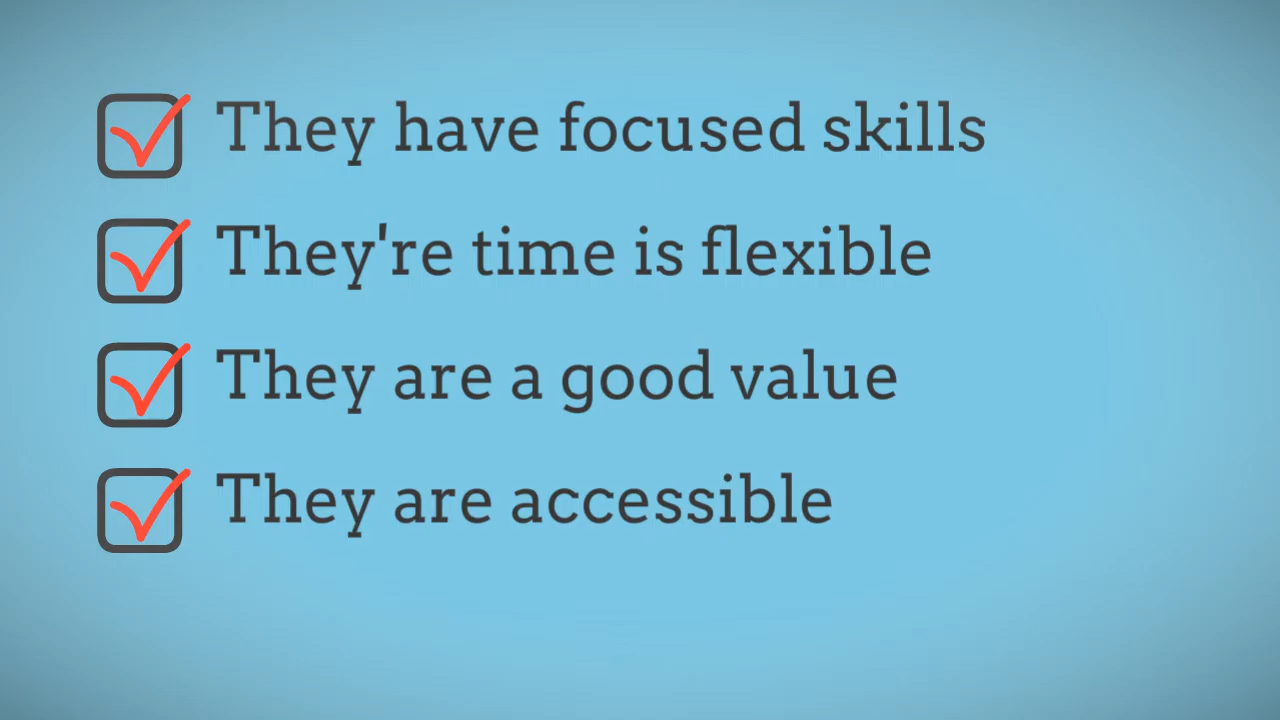 They have focused skills
They're time is flexible
They are a good value
They are accessible